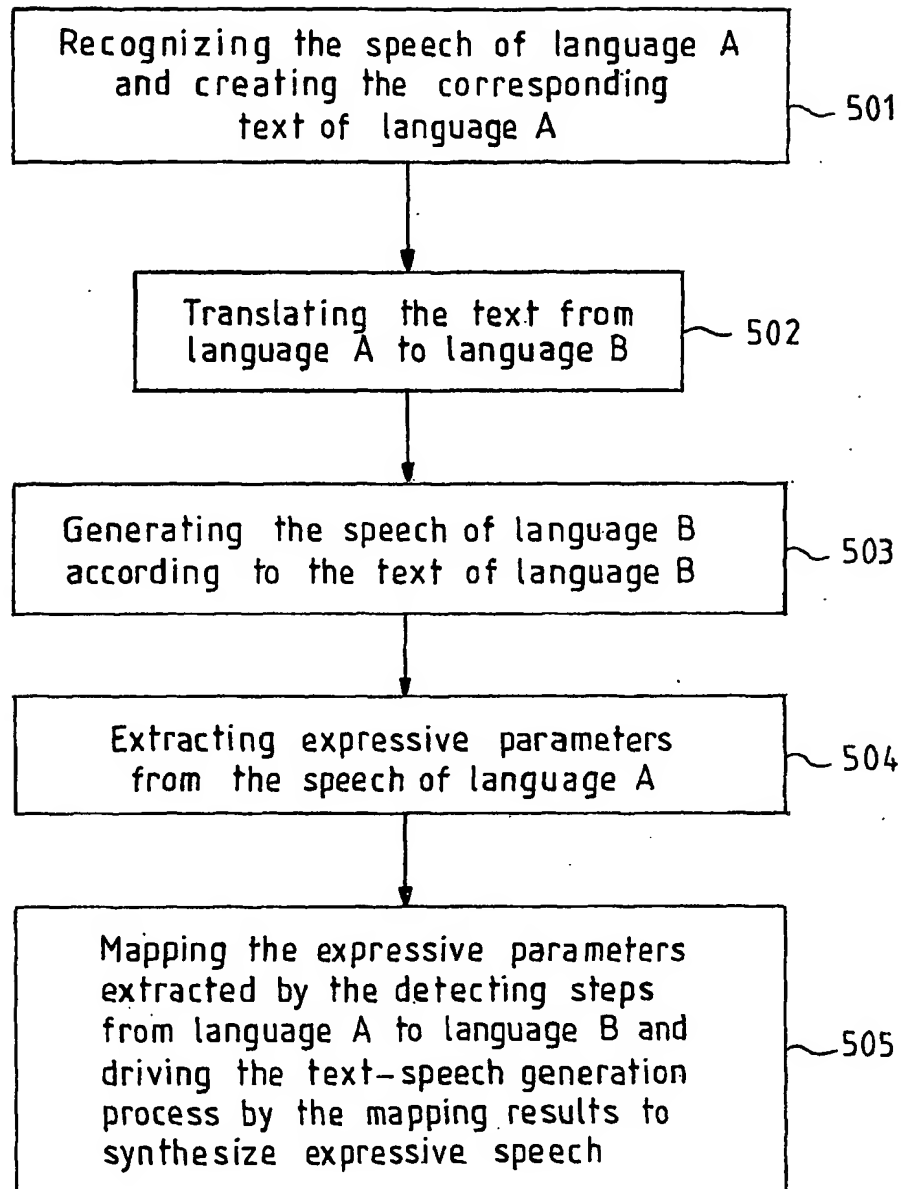 Recognizing the speech of language A
and creating the corresponding
text of language A
501
Translating the text from
language A to language B
502
Generating the speech of language B
according to the text of language B
503
Extracting expressive parameters
from the speech of language A
504
Mapping the expressive parameters
extracted by the detecting steps
from language A to language B and
driving the text-speech generation
process by the mapping results to
synthesize expressive speech
505